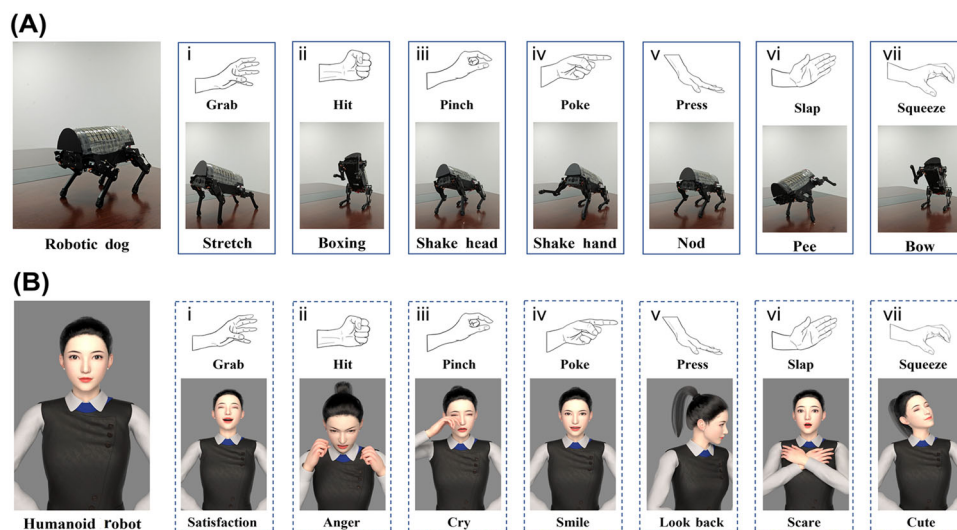 (A)
i ii iii iv v vi vii
Grab Hit Pinch Poke Press Slap Squeeze
Robotic dog Stretch Boxing Shake head Shake hand Nod Pee Bow
(B)
i ii iii iv v vi vii
Grab Hit Pinch Poke Press Slap Squeeze
Humanoid robot Satisfaction Anger Cry Smile Look back Scare Cute